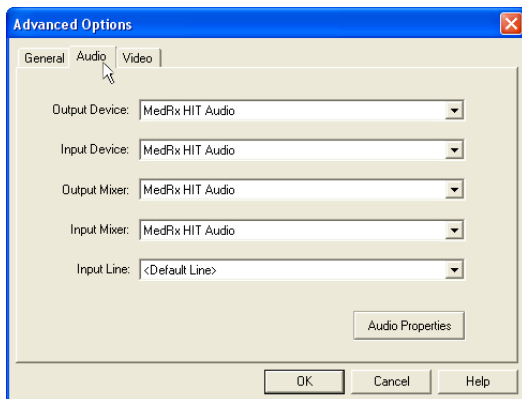 Advanced Options
General Audio Video
Output Device: MedRx HIT Audio
Input Device: MedRx HIT Audio
Output Mixer: MedRx HIT Audio
Input Mixer: MedRx HIT Audio
Input Line: <Default Line>
Audio Properties
OK Cancel Help